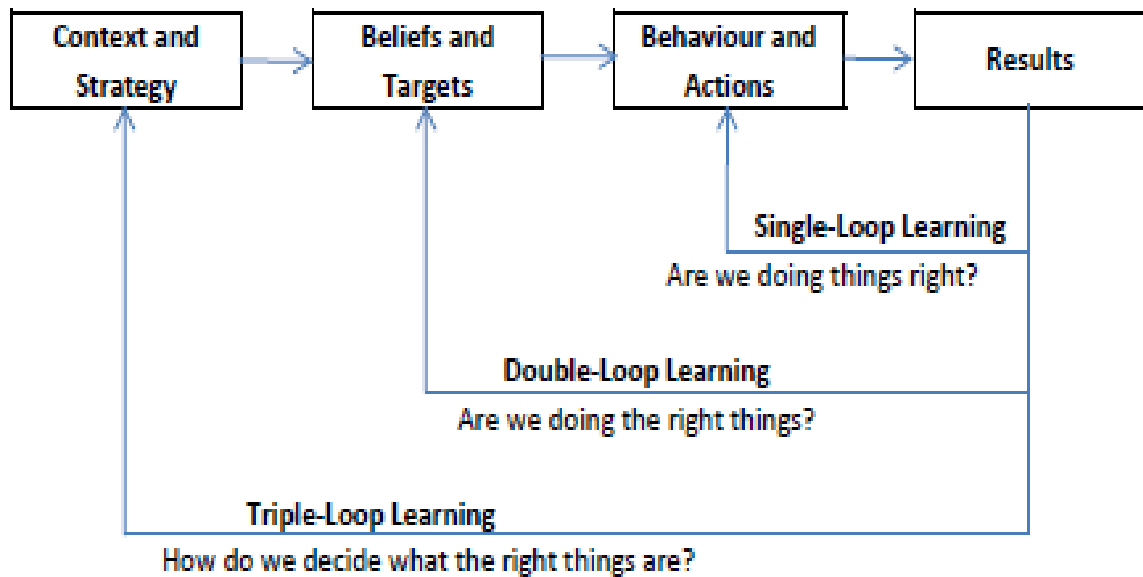 Context and
Strategy
Beliefs and
Targets
Behaviour and
Actions
Results
Single-Loop Learning
Are we doing things right?
Double-Loop Learning
Are we doing the right things?
Triple-Loop Learning
How do we decide what the right things are?